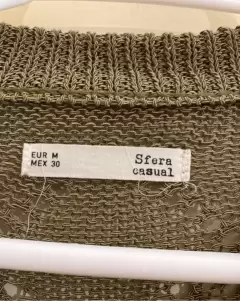 EUR M
MEX 30
Sfera
casual